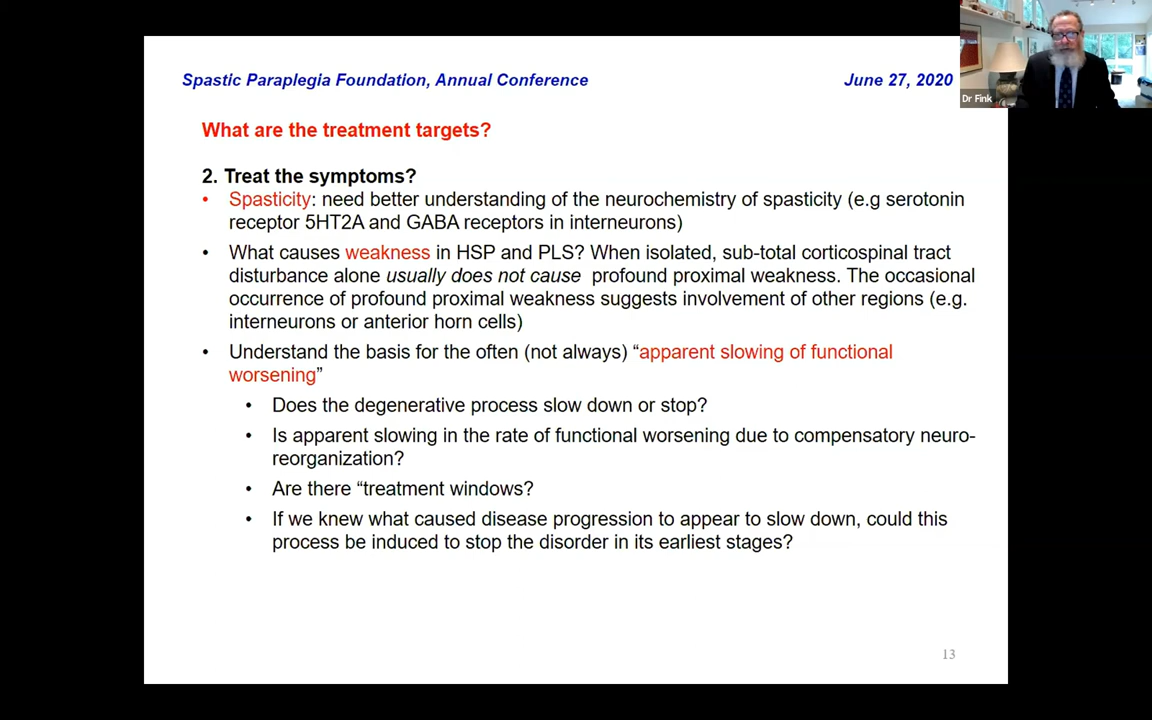 Spastic Paraplegia Foundation, Annual Conference
June 27, 2020
Dr Fink
What are the treatment targets?
2. Treat the symptoms?
• Spasticity: need better understanding of the neurochemistry of spasticity (e.g serotonin
receptor 5HT2A and GABA receptors in interneurons)
• What causes weakness in HSP and PLS? When isolated, sub-total corticospinal tract
disturbance alone usually does not cause profound proximal weakness. The occasional
occurrence of profound proximal weakness suggests involvement of other regions (e.g.
interneurons or anterior horn cells)
• Understand the basis for the often (not always) “apparent slowing of functional
worsening”
• Does the degenerative process slow down or stop?
• Is apparent slowing in the rate of functional worsening due to compensatory neuro-
reorganization?
• Are there “treatment windows?
• If we knew what caused disease progression to appear to slow down, could this
process be induced to stop the disorder in its earliest stages?
13